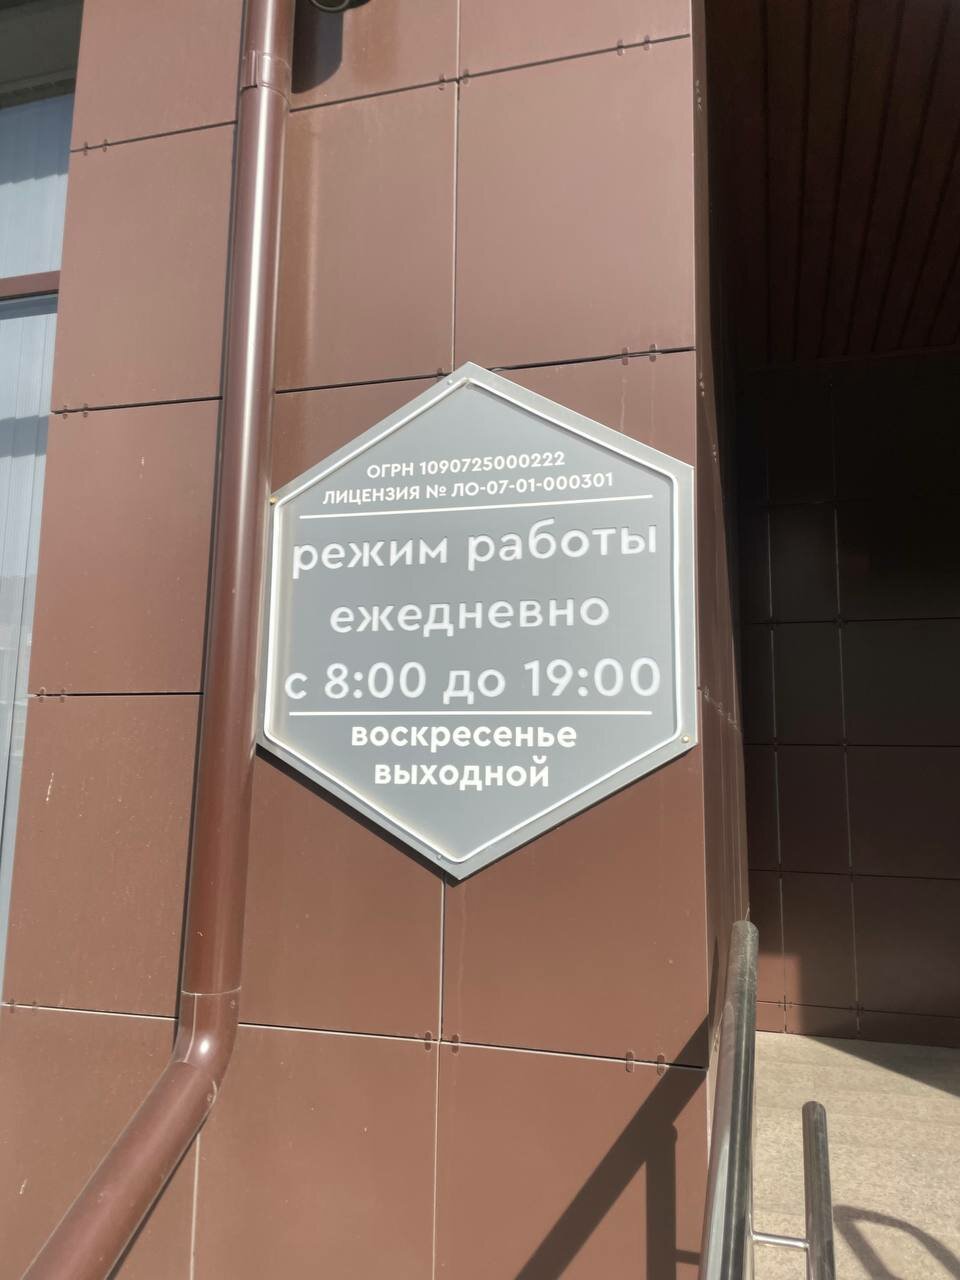 ОГРН 1090725000222
ЛИЦЕНЗИЯ № ЛО-07-01-000301
режим работы
ежедневно
с 8:00 до 19:00
воскресенье
выходной